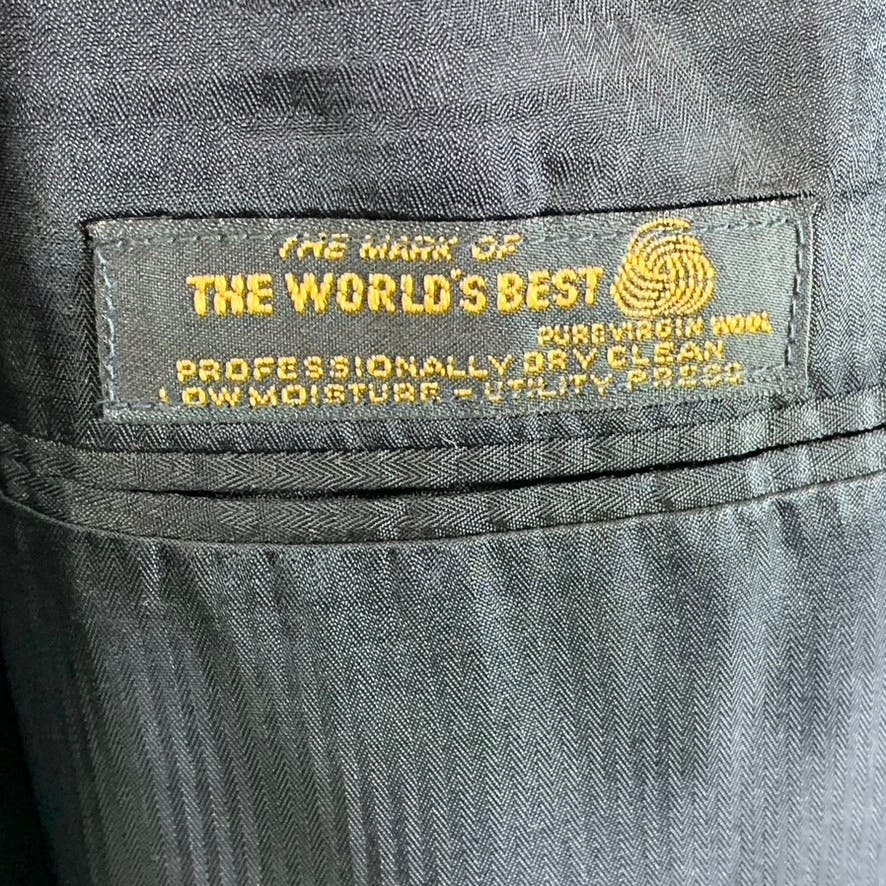 THE MARK OF
THE WORLD'S BEST
PURE VIRGIN WOOL
PROFESSIONALLY DRY CLEAN
LOW MOISTURE - UTILITY PRESS